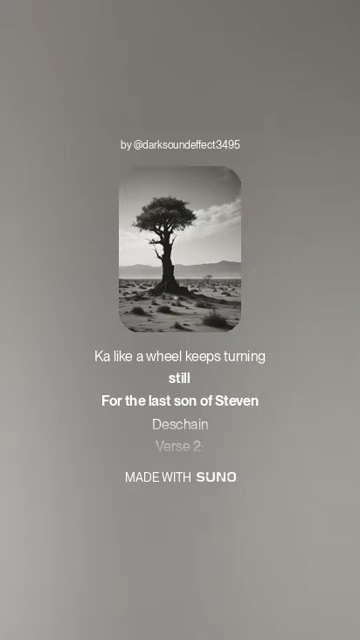 by @darksoundeffect3495
Ka like a wheel keeps turning
still
For the last son of Steven
Deschain
Verse 2:
MADE WITH SUNO